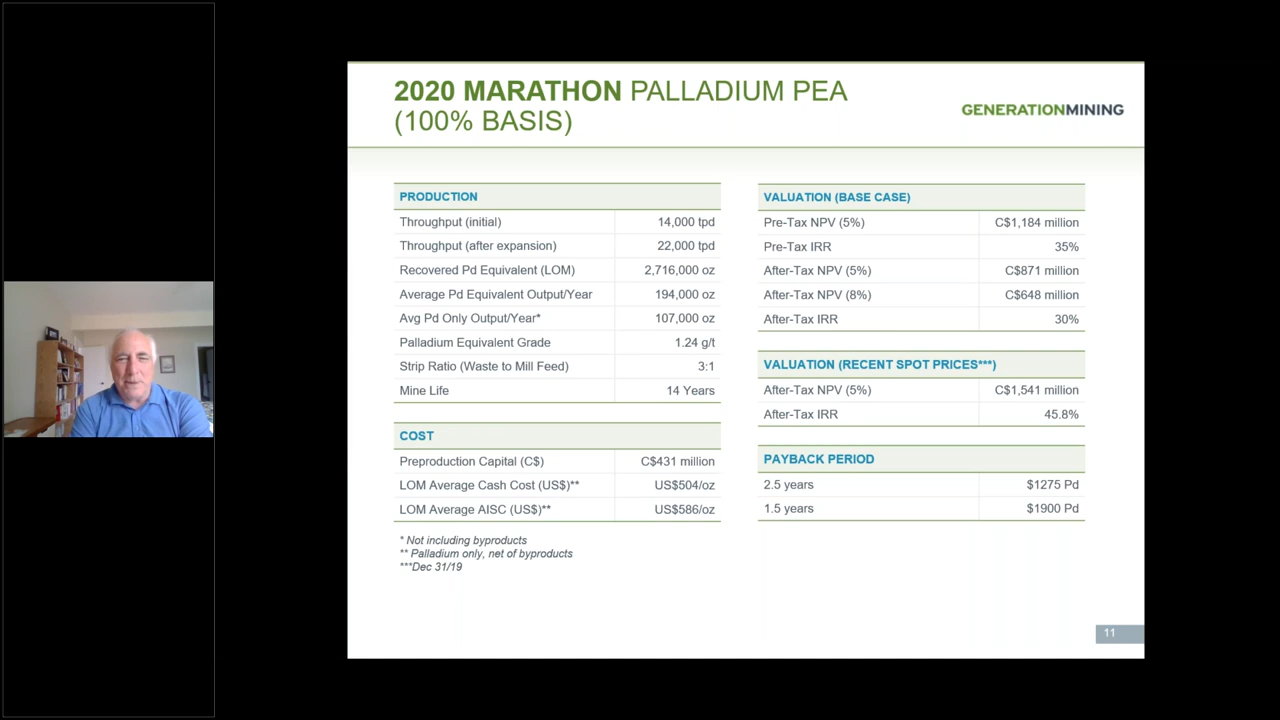 2020 MARATHON PALLADIUM PEA
(100% BASIS)
GENERATIONMINING
PRODUCTION
Throughput (initial) 14,000 tpd
Throughput (after expansion) 22,000 tpd
Recovered Pd Equivalent (LOM) 2,716,000 oz
Average Pd Equivalent Output/Year 194,000 oz
Avg Pd Only Output/Year* 107,000 oz
Palladium Equivalent Grade 1.24 g/t
Strip Ratio (Waste to Mill Feed) 3:1
Mine Life 14 Years
COST
Preproduction Capital (C$) C$431 million
LOM Average Cash Cost (US$)** US$504/oz
LOM Average AISC (US$)** US$586/oz
* Not including byproducts
** Palladium only, net of byproducts
***Dec 31/19
VALUATION (BASE CASE)
Pre-Tax NPV (5%) C$1,184 million
Pre-Tax IRR 35%
After-Tax NPV (5%) C$871 million
After-Tax NPV (8%) C$648 million
After-Tax IRR 30%
VALUATION (RECENT SPOT PRICES***)
After-Tax NPV (5%) C$1,541 million
After-Tax IRR 45.8%
PAYBACK PERIOD
2.5 years $1275 Pd
1.5 years $1900 Pd
11